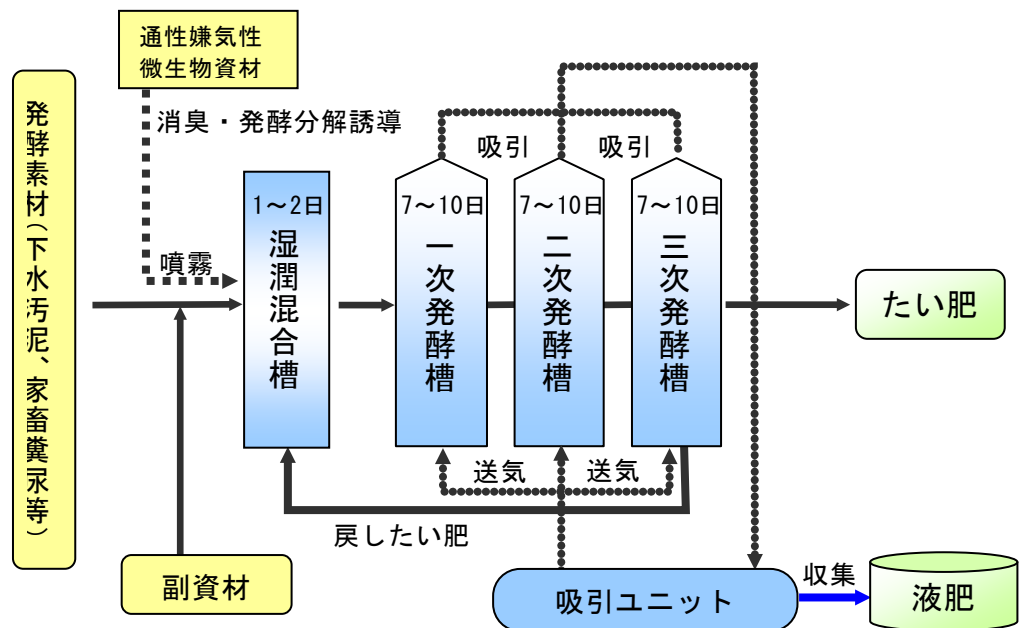 通性嫌気性
微生物資材
発酵素材(下水汚泥、家畜糞尿等)
消臭・発酵分解誘導
噴霧
吸引
吸引
1～2日
湿潤混合槽
7～10日
一次発酵槽
7～10日
二次発酵槽
7～10日
三次発酵槽
たい肥
送気
送気
戻したい肥
副資材
吸引ユニット
収集
液肥